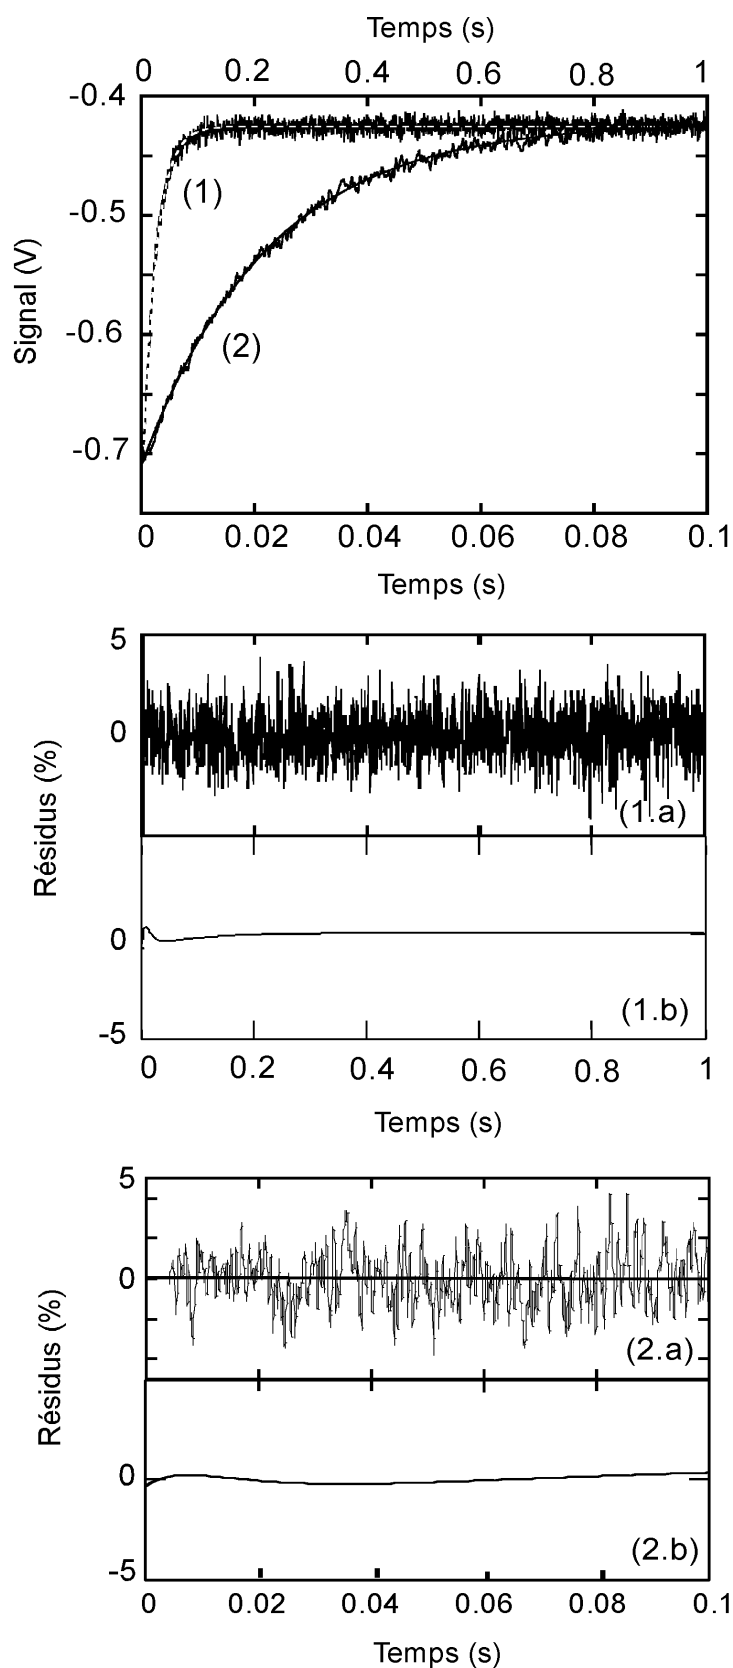 Temps (s)
0 0.2 0.4 0.6 0.8 1
-0.4
(1)
-0.5
Signal (V)
-0.6
(2)
-0.7
0 0.02 0.04 0.06 0.08 0.1
Temps (s)
5
0
(1.a)
Résidus (%)
0
(1.b)
-5
0 0.2 0.4 0.6 0.8 1
Temps (s)
5
0
(2.a)
Résidus (%)
0
(2.b)
-5
0 0.02 0.04 0.06 0.08 0.1
Temps (s)